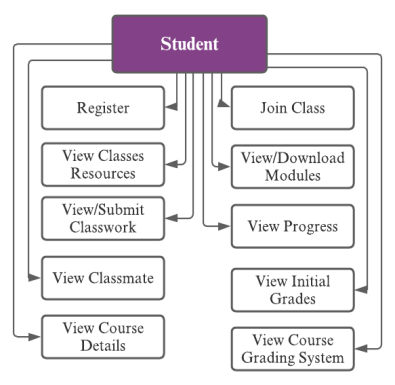 Student
Register
Join Class
View Classes
Resources
View/Download
Modules
View/Submit
Classwork
View Progress
View Classmate
View Initial
Grades
View Course
Details
View Course
Grading System